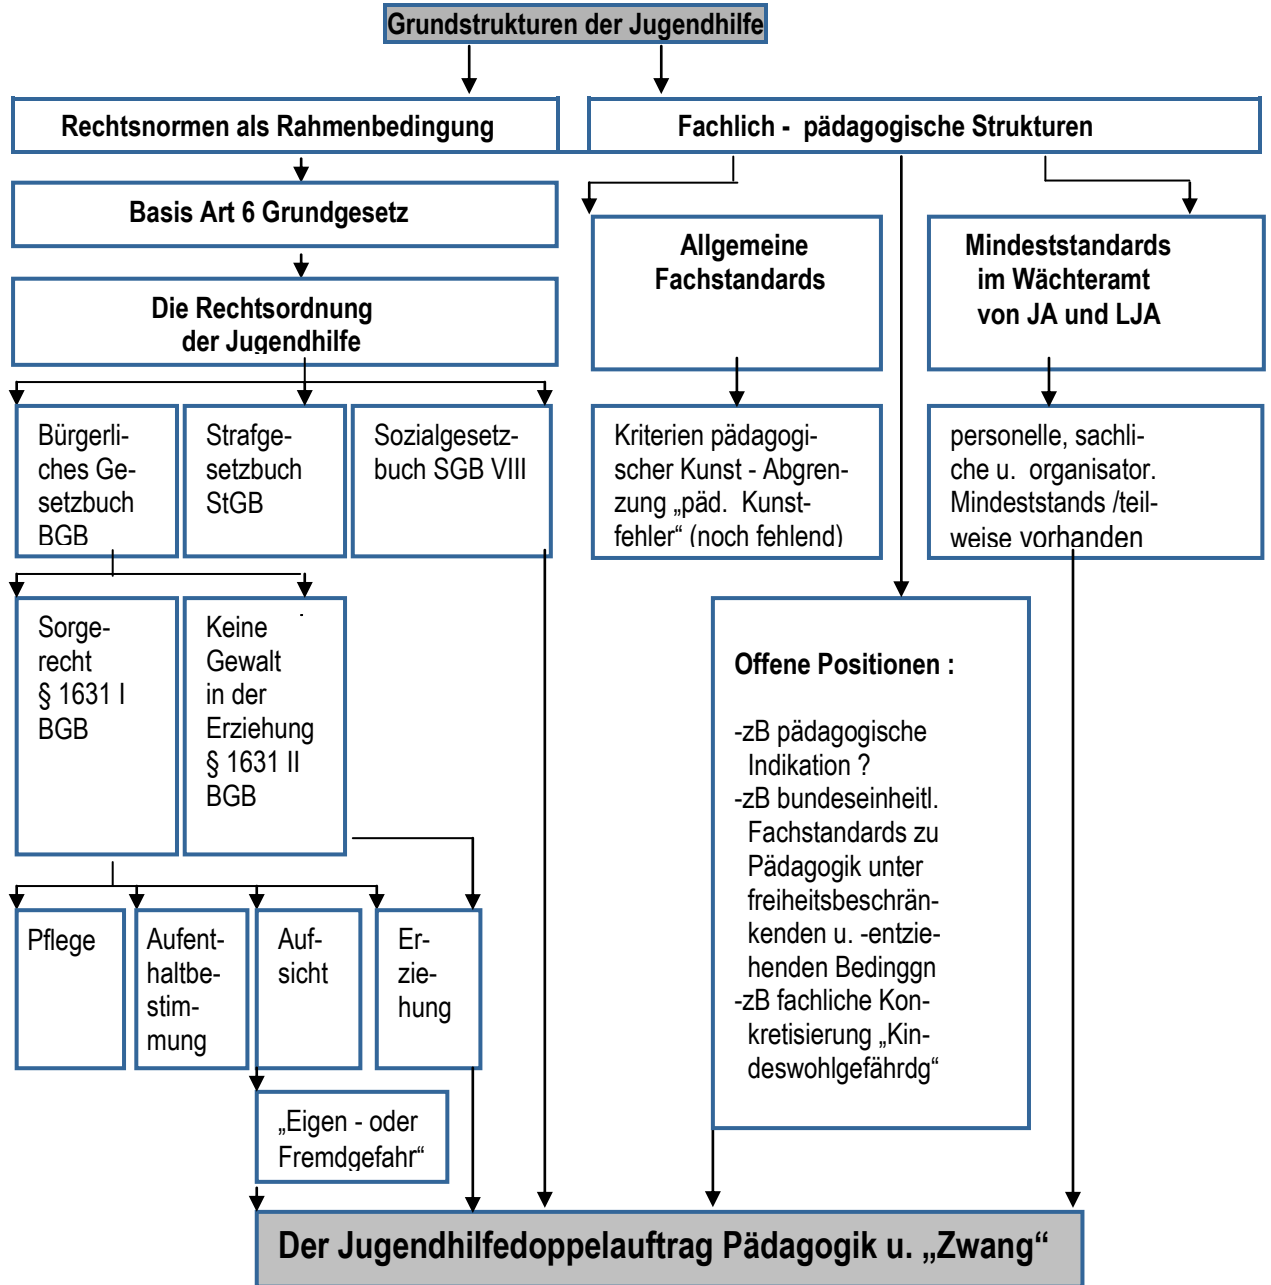 Grundstrukturen der Jugendhilfe
Rechtsnormen als Rahmenbedingung
Fachlich - pädagogische Strukturen
Basis Art 6 Grundgesetz
Die Rechtsordnung
der Jugendhilfe
Allgemeine
Fachstandards
Mindeststandards
im Wächteramt
von JA und LJA
Bürgerli-
ches Ge-
setzbuch
BGB
Strafge-
setzbuch
StGB
Sozialgesetz-
buch SGB VIII
Kriterien pädagogi-
scher Kunst - Abgren-
zung „päd. Kunst-
fehler“ (noch fehlend)
personelle, sachli-
che u. organisator.
Mindeststands /teil-
weise vorhanden
Sorge-
recht
§ 1631 I
BGB
Keine
Gewalt
in der
Erziehung
§ 1631 II
BGB
Offene Positionen :
-zB pädagogische
Indikation ?
-zB bundeseinheitl.
Fachstandards zu
Pädagogik unter
freiheitsbeschrän-
kenden u. -entzie-
henden Bedinggn
-zB fachliche Kon-
kretisierung „Kin-
deswohlgefährdg“
Pflege
Aufent-
haltbe-
stim-
mung
Auf-
sicht
Er-
zie-
hung
„Eigen - oder
Fremdgefahr“
Der Jugendhilfedoppelauftrag Pädagogik u. „Zwang“